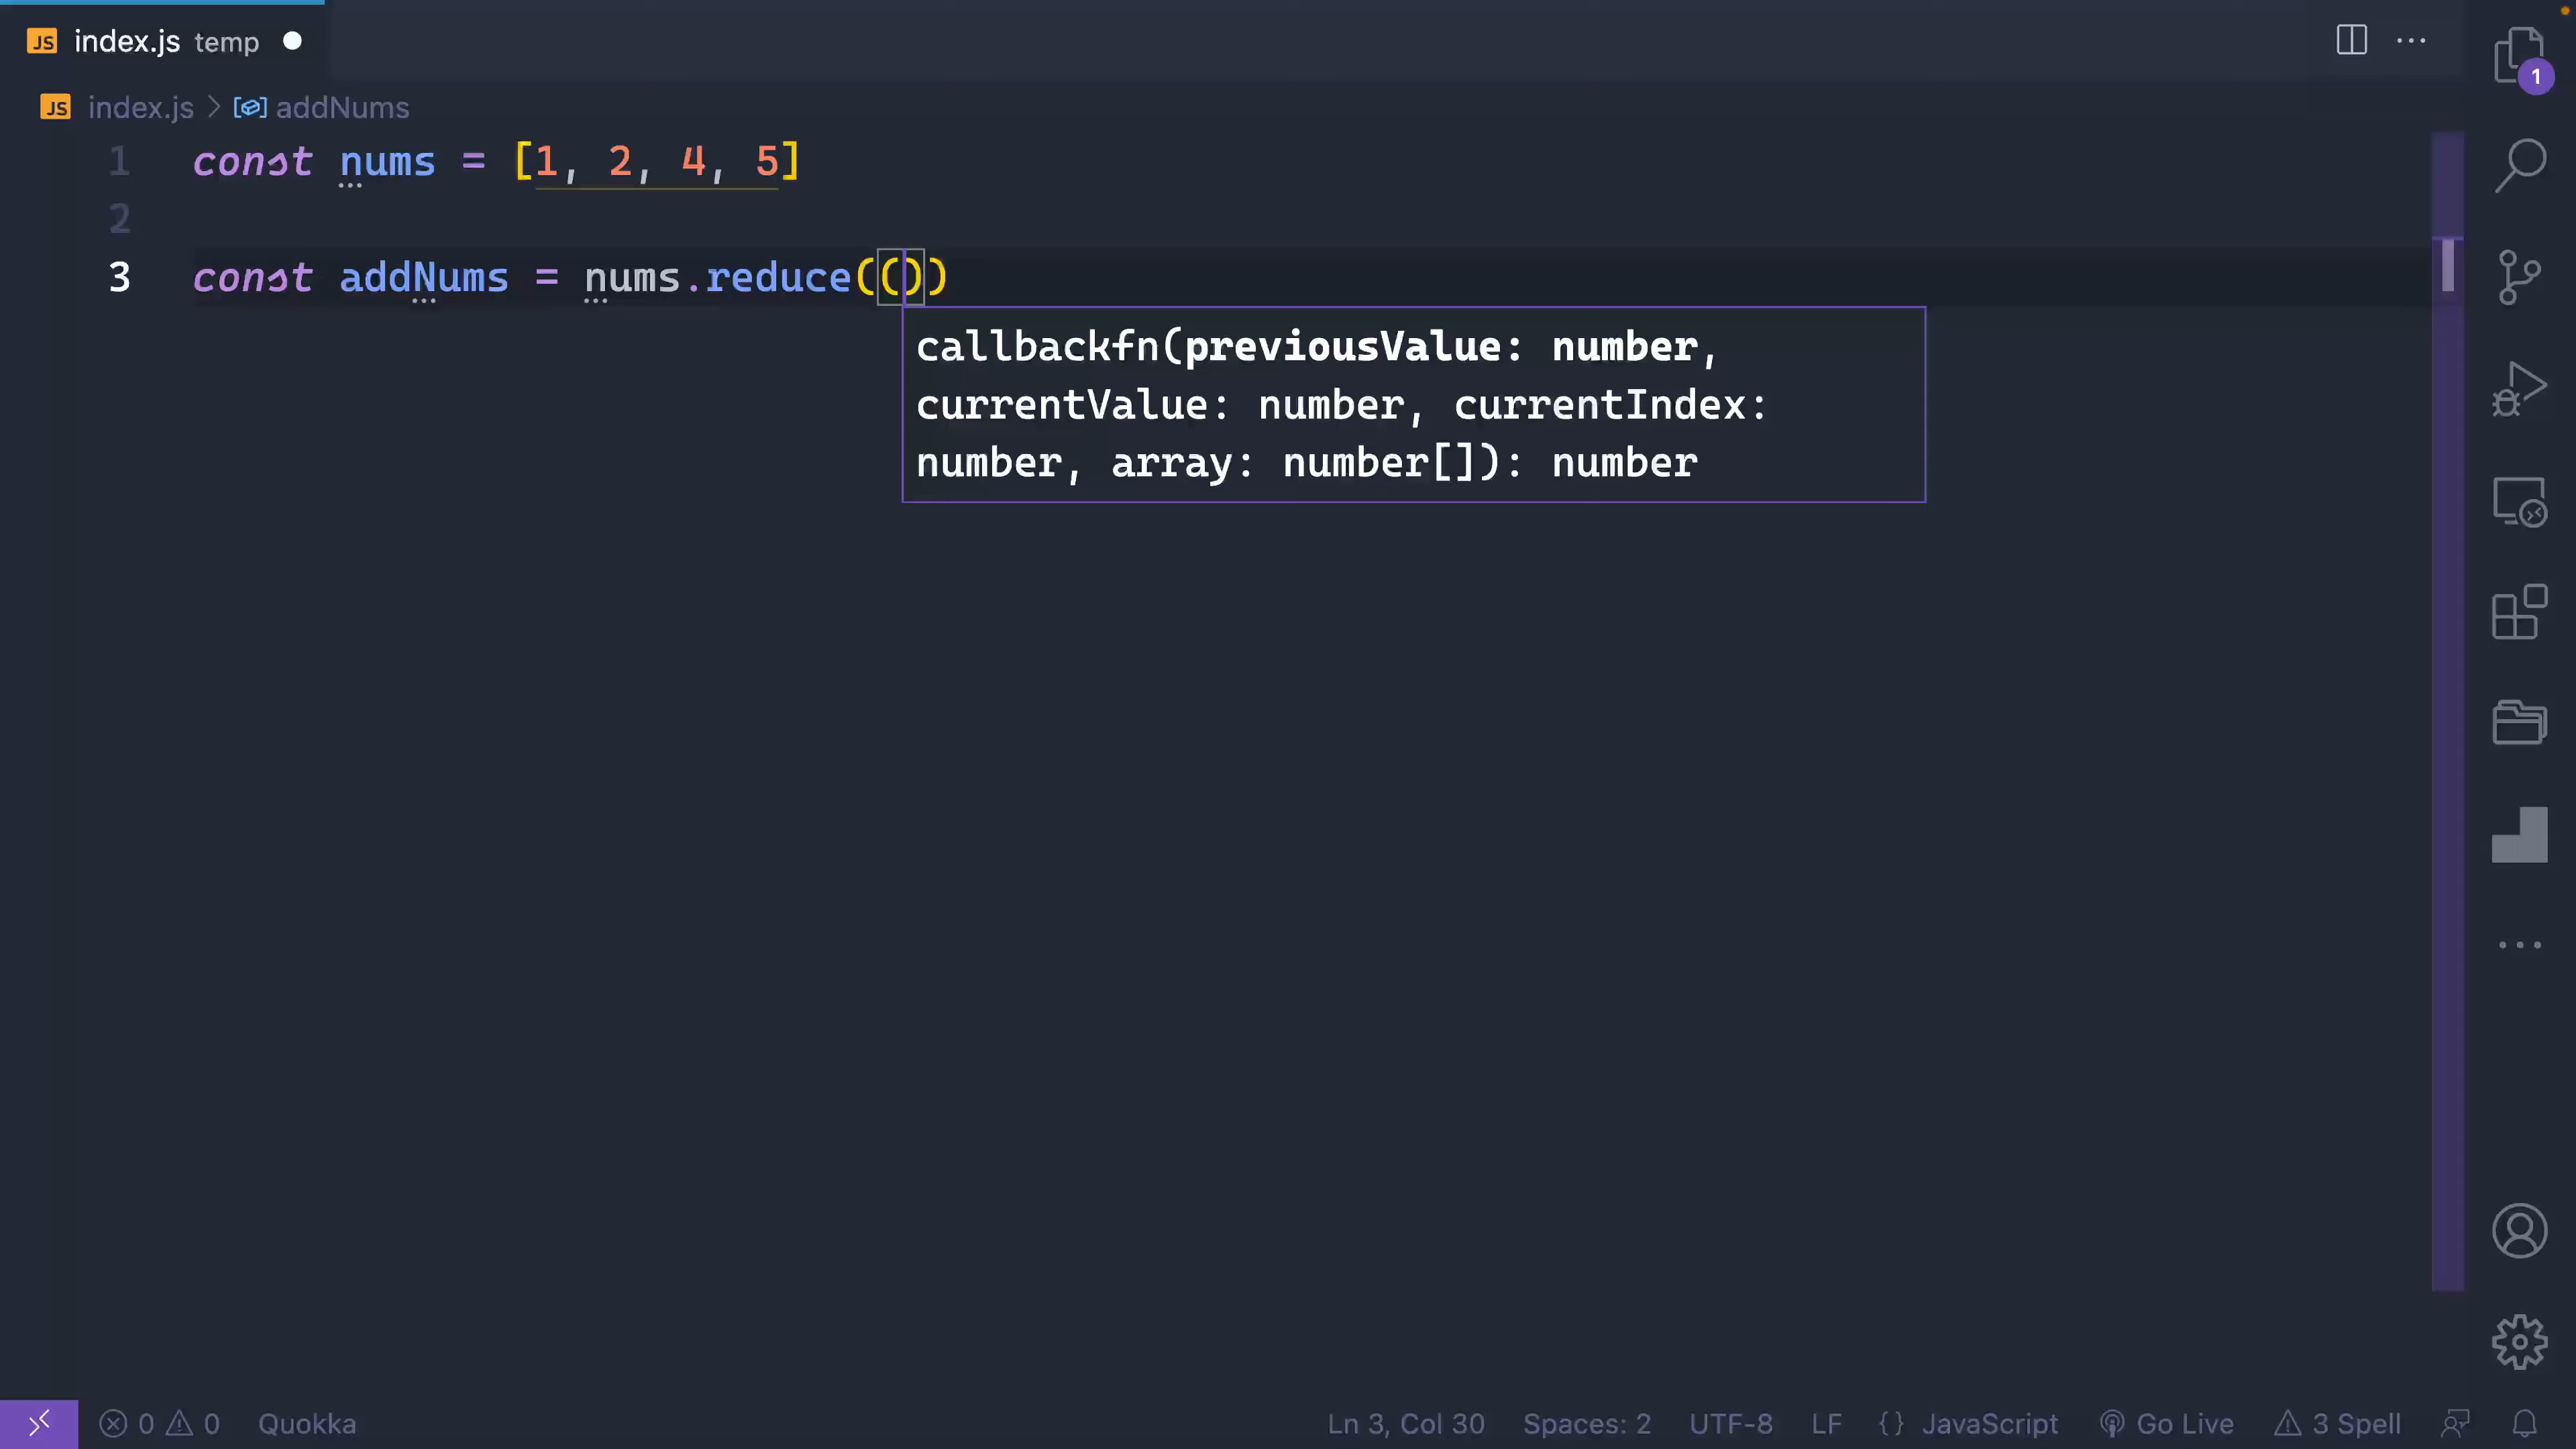 JS index.js temp
JS index.js > addNums
1 const nums = [1, 2, 4, 5]
2
3 const addNums = nums.reduce(())
callbackfn(previousValue: number,
currentValue: number, currentIndex:
number, array: number[]): number
1
0 0 Quokka Ln 3, Col 30 Spaces: 2 UTF-8 LF {} JavaScript Go Live 3 Spell